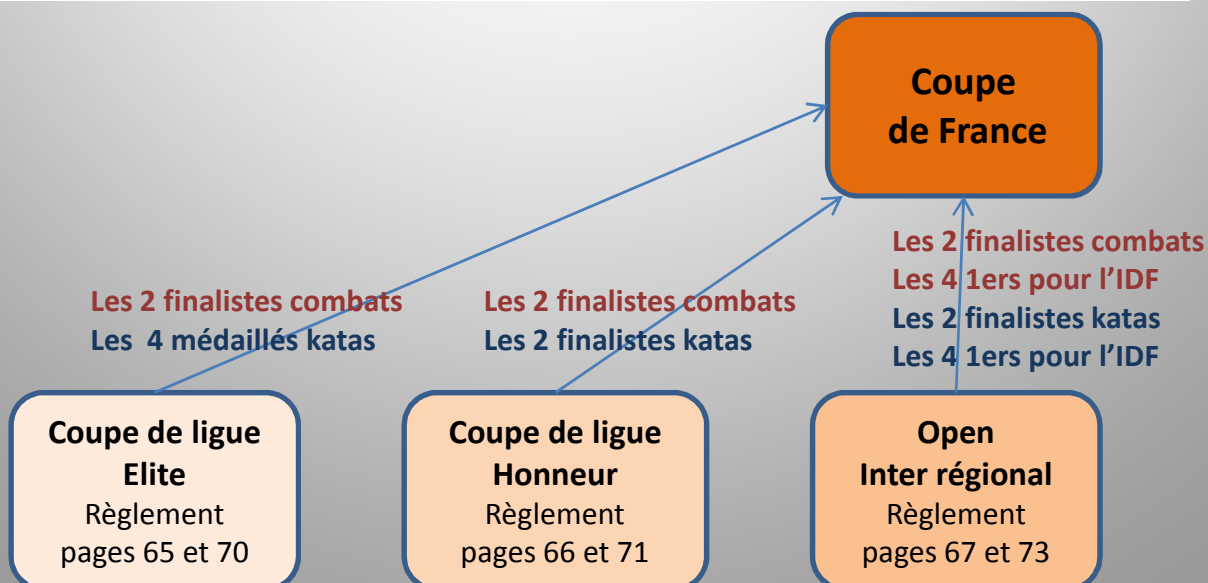 Coupe
de France
Les 2 finalistes combats
Les 4 médaillés katas
Les 2 finalistes combats
Les 2 finalistes katas
Les 2 finalistes combats
Les 4 1ers pour l'IDF
Les 2 finalistes katas
Les 4 1ers pour l'IDF
Coupe de ligue
Elite
Règlement
pages 65 et 70
Coupe de ligue
Honneur
Règlement
pages 66 et 71
Open
Inter régional
Règlement
pages 67 et 73